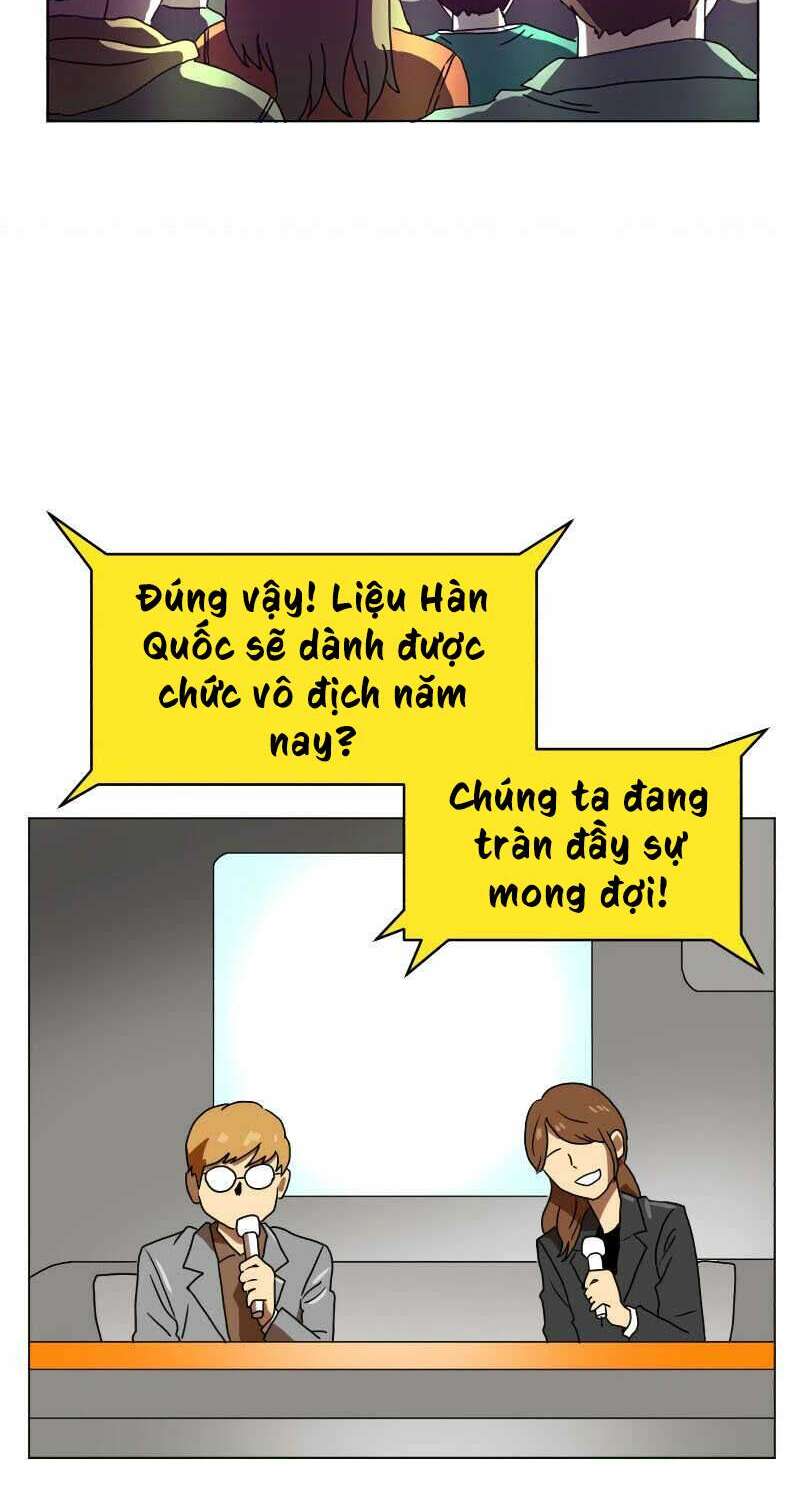 Đúng vậy! Liệu Hàn
Quốc sẽ dành được
chức vô địch năm
nay?
Chúng ta đang
tràn đầy sự
mong đợi!